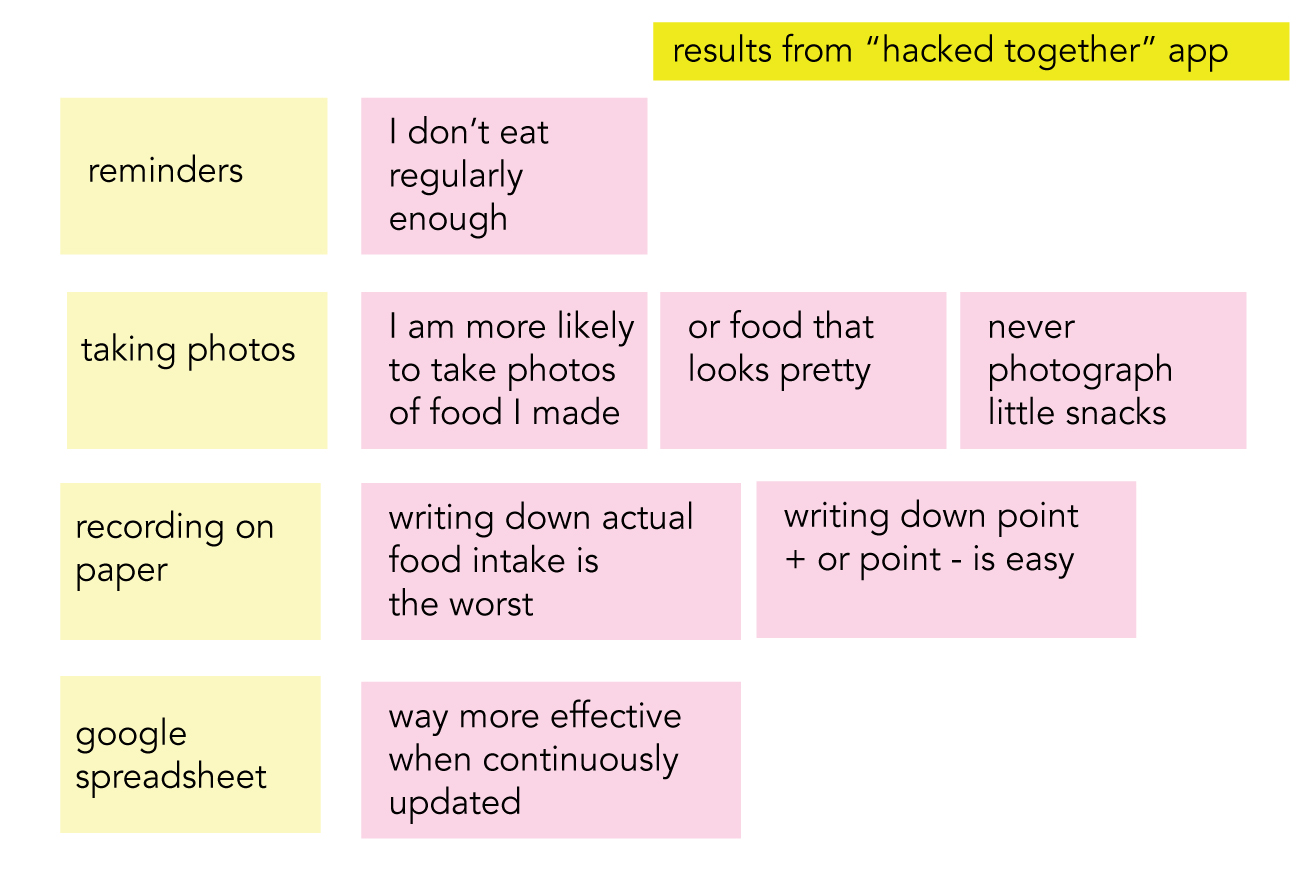 results from “hacked together” app
reminders
I don’t eat
regularly
enough
taking photos
I am more likely
to take photos
of food I made
or food that
looks pretty
never
photograph
little snacks
recording on
paper
writing down actual
food intake is
the worst
writing down point
+ or point - is easy
google
spreadsheet
way more effective
when continuously
updated